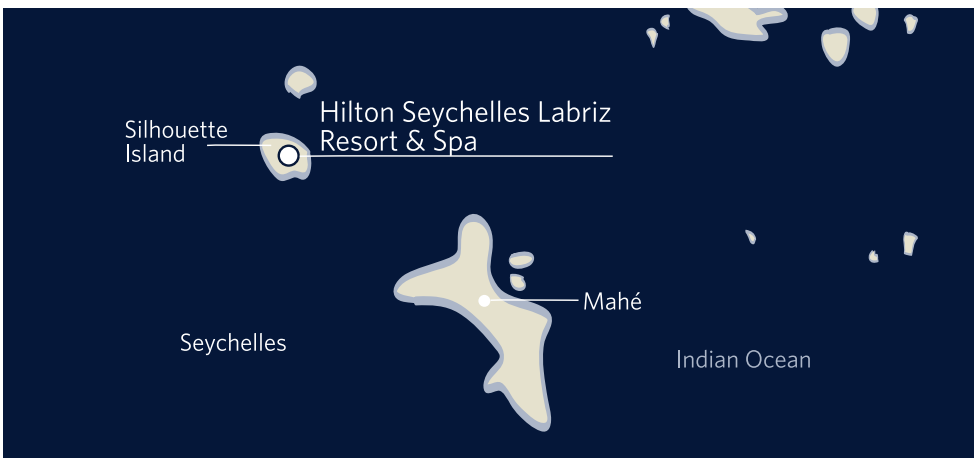 Hilton Seychelles Labriz
Resort & Spa
Silhouette
Island
Mahé
Seychelles
Indian Ocean